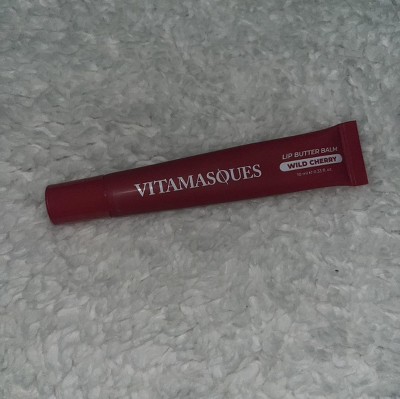 VITAMASQUES
LIP BUTTER BALM
WILD CHERRY